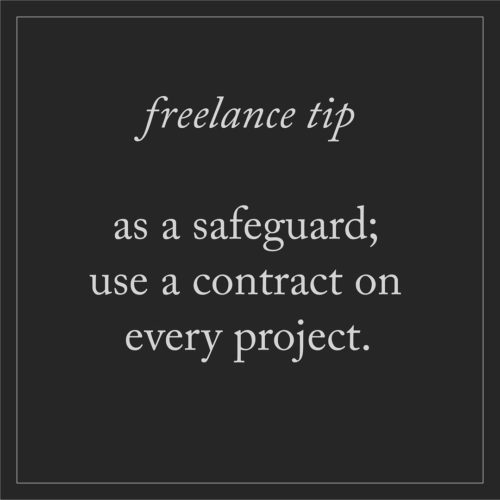 freelance tip
as a safeguard;
use a contract on
every project.